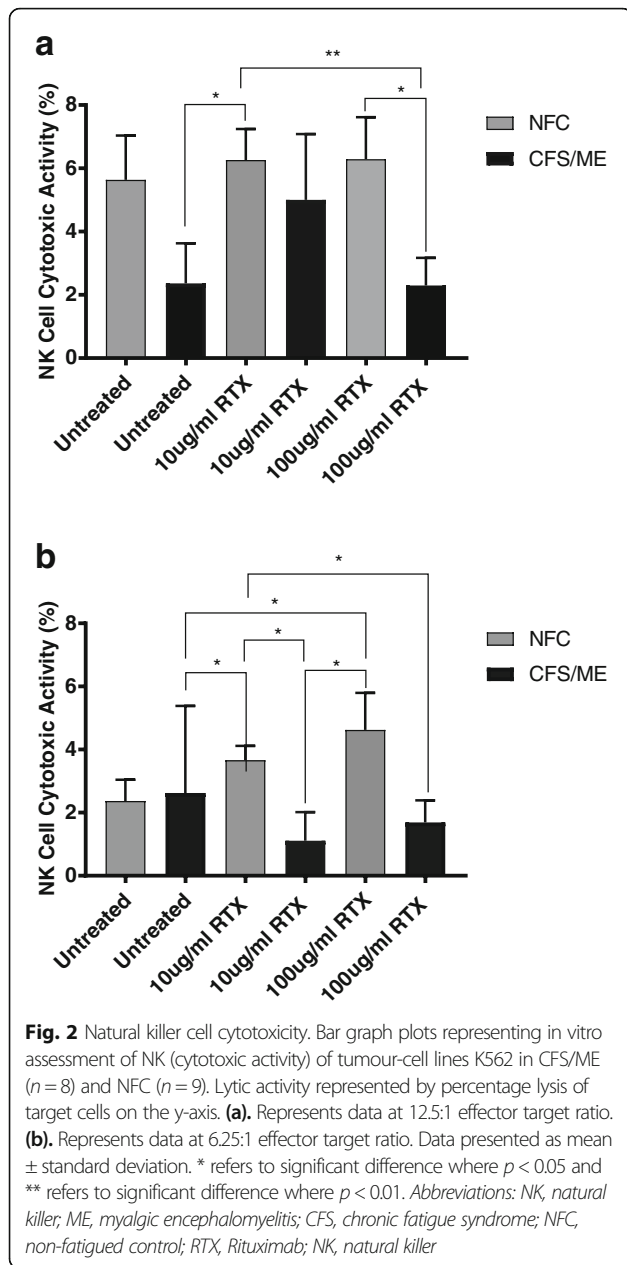 a
**
*
*
NK Cell Cytotoxic Activity (%)
8
6
4
2
0
NFC
CFS/ME
Untreated
Untreated
10ug/ml RTX
10ug/ml RTX
100ug/ml RTX
100ug/ml RTX
b
*
*
*
*
*
NK Cell Cytotoxic Activity (%)
8
6
4
2
0
NFC
CFS/ME
Untreated
Untreated
10ug/ml RTX
10ug/ml RTX
100ug/ml RTX
100ug/ml RTX
Fig. 2 Natural killer cell cytotoxicity. Bar graph plots representing in vitro
assessment of NK (cytotoxic activity) of tumour-cell lines K562 in CFS/ME
(n = 8) and NFC (n = 9). Lytic activity represented by percentage lysis of
target cells on the y-axis. (a). Represents data at 12.5:1 effector target ratio.
(b). Represents data at 6.25:1 effector target ratio. Data presented as mean
± standard deviation. * refers to significant difference where p < 0.05 and
** refers to significant difference where p < 0.01. Abbreviations: NK, natural
killer; ME, myalgic encephalomyelitis; CFS, chronic fatigue syndrome; NFC,
non-fatigued control; RTX, Rituximab; NK, natural killer